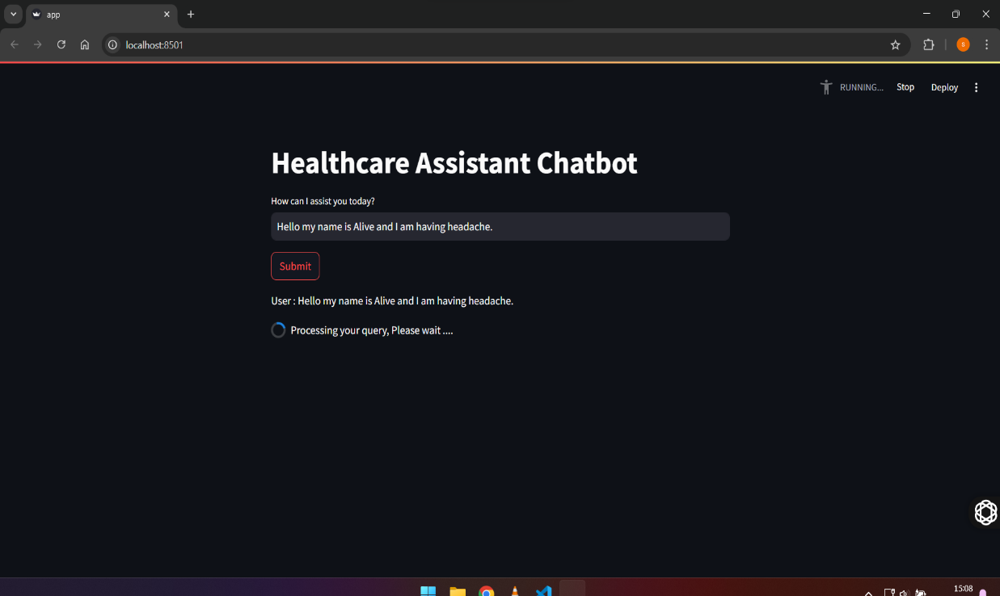 app
localhost:8501
S
RUNNING... Stop Deploy
Healthcare Assistant Chatbot
How can I assist you today?
Hello my name is Alive and I am having headache.
Submit
User : Hello my name is Alive and I am having headache.
Processing your query, Please wait ....
15:08